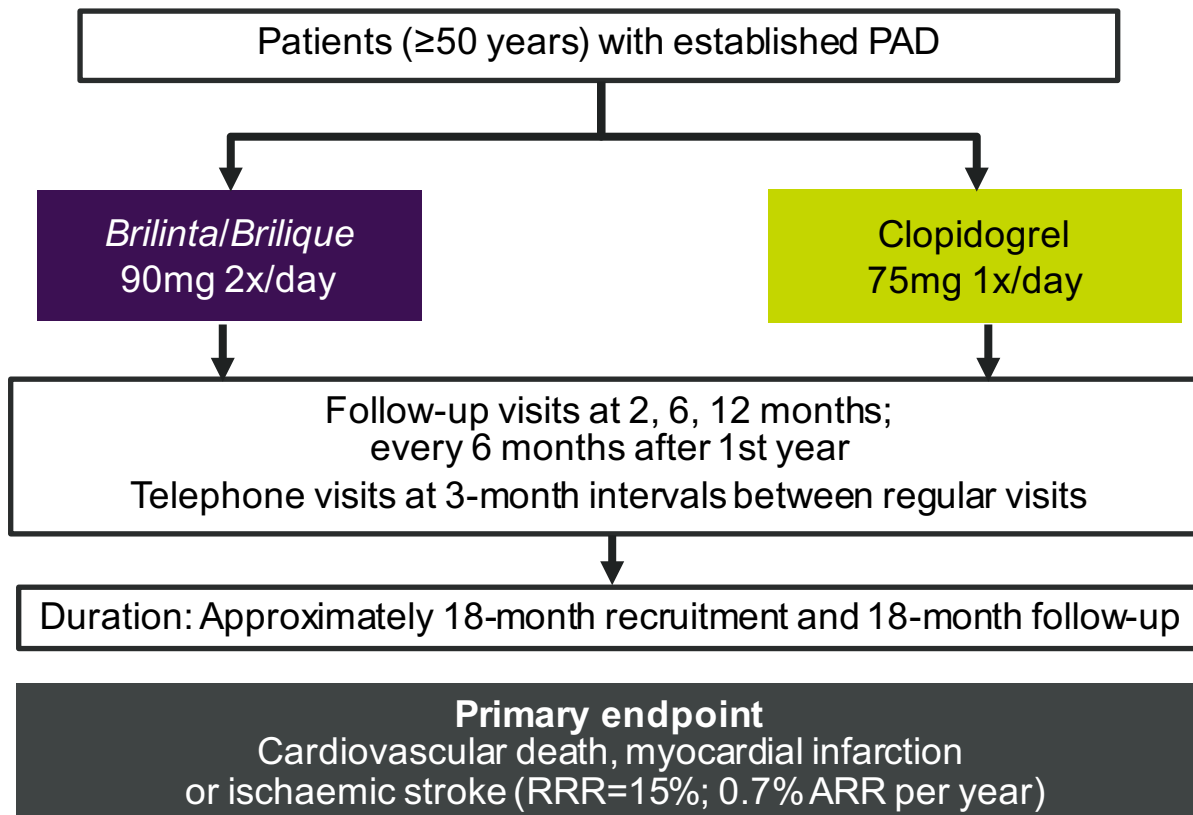 Patients (≥50 years) with established PAD
Brilinta/Brilique
90mg 2x/day
Clopidogrel
75mg 1x/day
Follow-up visits at 2, 6, 12 months;
every 6 months after 1st year
Telephone visits at 3-month intervals between regular visits
Duration: Approximately 18-month recruitment and 18-month follow-up
Primary endpoint
Cardiovascular death, myocardial infarction
or ischaemic stroke (RRR=15%; 0.7% ARR per year)